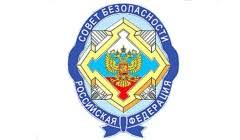 СОВЕТ БЕЗОПАСНОСТИ
РОССИЙСКАЯ ФЕДЕРАЦИЯ